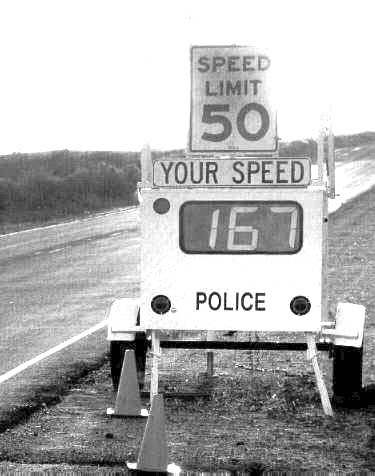 SPEED
LIMIT
50
YOUR SPEED
167
POLICE